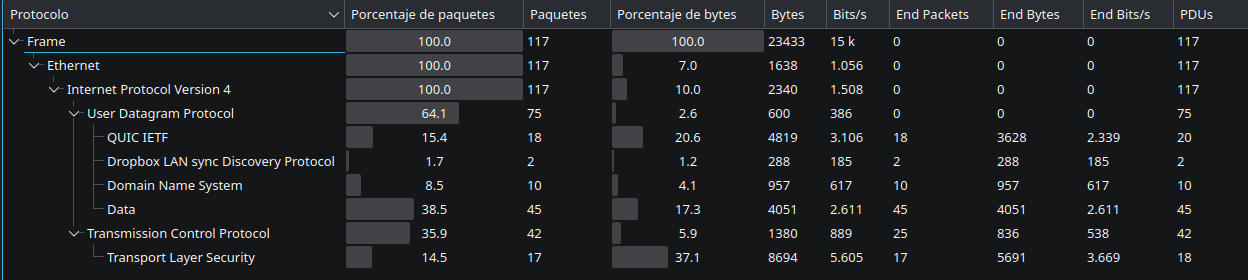 Protocolo Porcentaje de paquetes Paquetes Porcentaje de bytes Bytes Bits/s End Packets End Bytes End Bits/s PDUs
Frame 100.0 117 100.0 23433 15 k 0 0 0 117
Ethernet 100.0 117 7.0 1638 1.056 0 0 0 117
Internet Protocol Version 4 100.0 117 10.0 2340 1.508 0 0 0 117
User Datagram Protocol 64.1 75 2.6 600 386 0 0 0 75
QUIC IETF 15.4 18 20.6 4819 3.106 18 3628 2.339 20
Dropbox LAN sync Discovery Protocol 1.7 2 1.2 288 185 2 288 185 2
Domain Name System 8.5 10 4.1 957 617 10 957 617 10
Data 38.5 45 17.3 4051 2.611 45 4051 2.611 45
Transmission Control Protocol 35.9 42 5.9 1380 889 25 836 538 42
Transport Layer Security 14.5 17 37.1 8694 5.605 17 5691 3.669 18